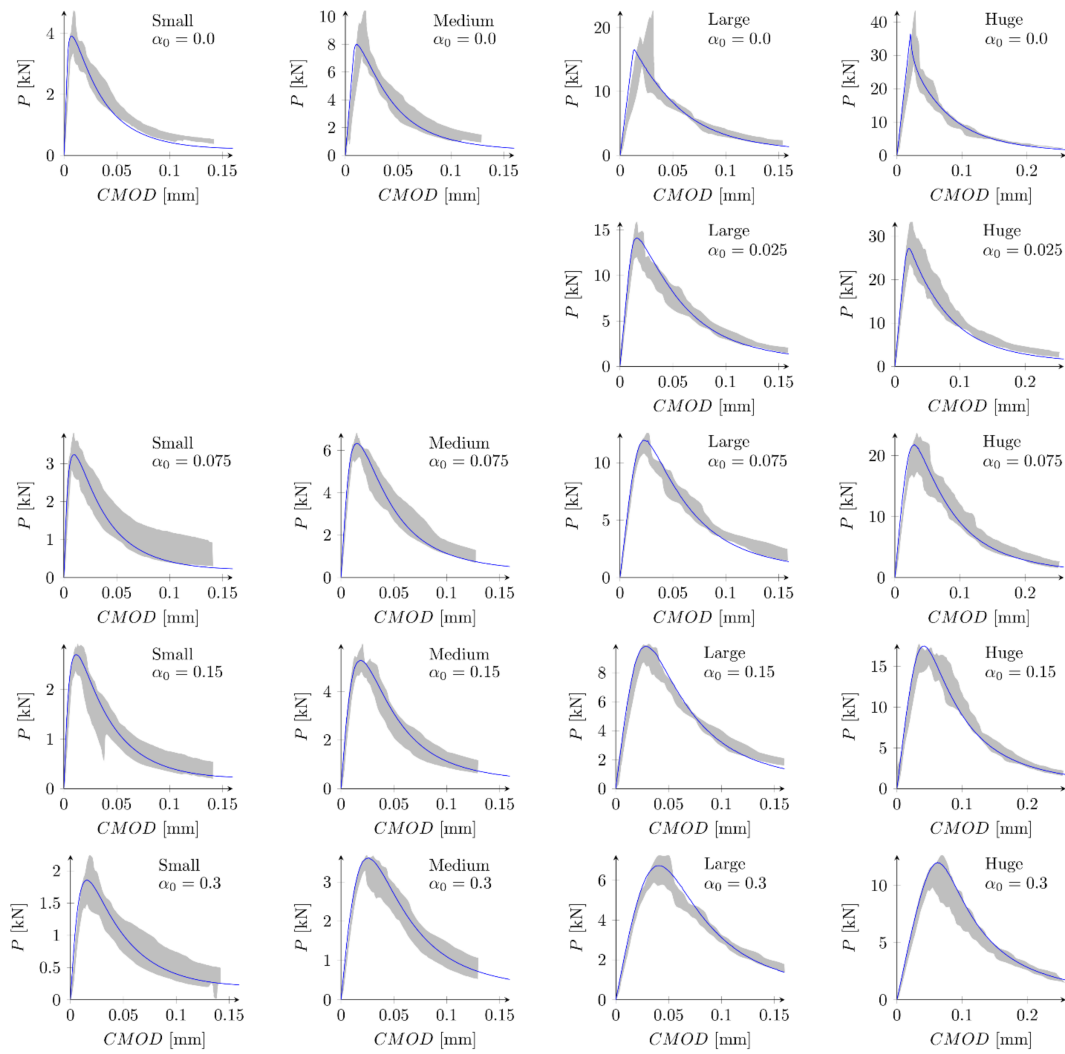 Small
α₀ = 0.0
P [kN]
4
2
0
0 0.05 0.1 0.15
CMOD [mm]
Medium
α₀ = 0.0
P [kN]
10
8
6
4
2
0
0 0.05 0.1 0.15
CMOD [mm]
Large
α₀ = 0.0
P [kN]
20
10
0
0 0.05 0.1 0.15
CMOD [mm]
Huge
α₀ = 0.0
P [kN]
40
30
20
10
0
0 0.1 0.2
CMOD [mm]
Large
α₀ = 0.025
P [kN]
15
10
5
0
0 0.05 0.1 0.15
CMOD [mm]
Huge
α₀ = 0.025
P [kN]
30
20
10
0
0 0.1 0.2
CMOD [mm]
Small
α₀ = 0.075
P [kN]
3
2
1
0
0 0.05 0.1 0.15
CMOD [mm]
Medium
α₀ = 0.075
P [kN]
6
4
2
0
0 0.05 0.1 0.15
CMOD [mm]
Large
α₀ = 0.075
P [kN]
10
5
0
0 0.05 0.1 0.15
CMOD [mm]
Huge
α₀ = 0.075
P [kN]
20
10
0
0 0.1 0.2
CMOD [mm]
Small
α₀ = 0.15
P [kN]
2
1
0
0 0.05 0.1 0.15
CMOD [mm]
Medium
α₀ = 0.15
P [kN]
4
2
0
0 0.05 0.1 0.15
CMOD [mm]
Large
α₀ = 0.15
P [kN]
8
6
4
2
0
0 0.05 0.1 0.15
CMOD [mm]
Huge
α₀ = 0.15
P [kN]
15
10
5
0
0 0.1 0.2
CMOD [mm]
Small
α₀ = 0.3
P [kN]
2
1.5
1
0.5
0
0 0.05 0.1 0.15
CMOD [mm]
Medium
α₀ = 0.3
P [kN]
3
2
1
0
0 0.05 0.1 0.15
CMOD [mm]
Large
α₀ = 0.3
P [kN]
6
4
2
0
0 0.05 0.1 0.15
CMOD [mm]
Huge
α₀ = 0.3
P [kN]
10
5
0
0 0.1 0.2
CMOD [mm]